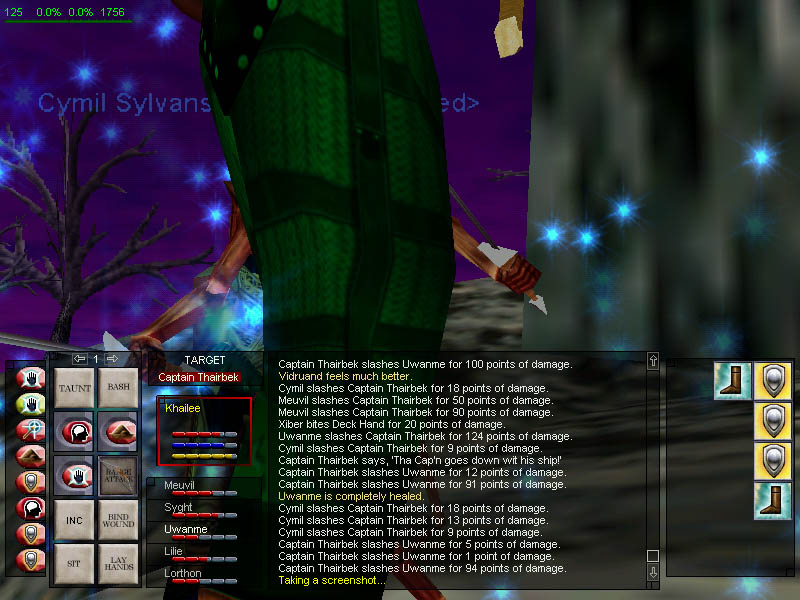 125 0.0% 0.0% 1756
Cymil Sylvans
ed>
1
TARGET
Captain Thairbek
Khailee
Meuvil
Syght
Uwanme
Lilie
Lorthon
TAUNT
BASH
RANGE ATTACK
INC
BIND WOUND
SIT
LAY HANDS
Captain Thairbek slashes Uwanme for 100 points of damage.
Vidruand feels much better.
Cymil slashes Captain Thairbek for 18 points of damage.
Meuvil slashes Captain Thairbek for 50 points of damage.
Meuvil slashes Captain Thairbek for 90 points of damage.
Xiber bites Deck Hand for 20 points of damage.
Uwanme slashes Captain Thairbek for 124 points of damage.
Cymil slashes Captain Thairbek for 9 points of damage.
Captain Thairbek says, 'Tha Cap'n goes down wit his ship!'
Captain Thairbek slashes Uwanme for 12 points of damage.
Captain Thairbek slashes Uwanme for 91 points of damage.
Uwanme is completely healed.
Cymil slashes Captain Thairbek for 18 points of damage.
Cymil slashes Captain Thairbek for 13 points of damage.
Cymil slashes Captain Thairbek for 9 points of damage.
Captain Thairbek slashes Uwanme for 5 points of damage.
Captain Thairbek slashes Uwanme for 1 point of damage.
Captain Thairbek slashes Uwanme for 94 points of damage.
Taking a screenshot...